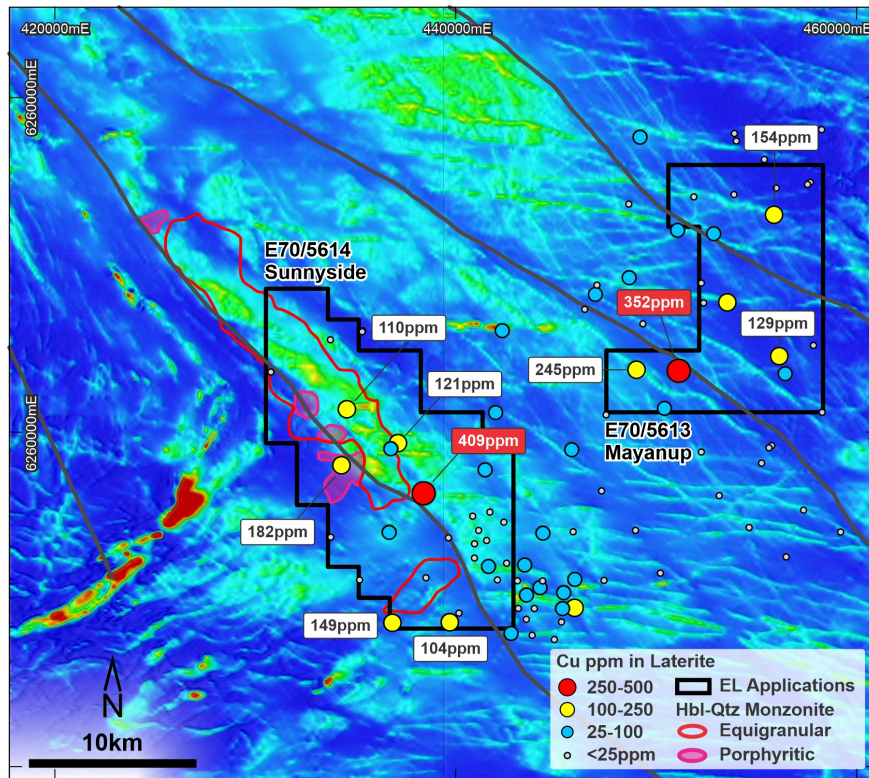 420000mE
440000mE
460000mE
6260000mE
154ppm
E70/5614
Sunnyside
352ppm
110ppm
129ppm
245ppm
121ppm
6260000mE
E70/5613
Mayanup
409ppm
182ppm
149ppm
104ppm
N
10km
Cu ppm in Laterite
250-500
EL Applications
100-250
Hbl-Qtz Monzonite
25-100
Equigranular
<25ppm
Porphyritic